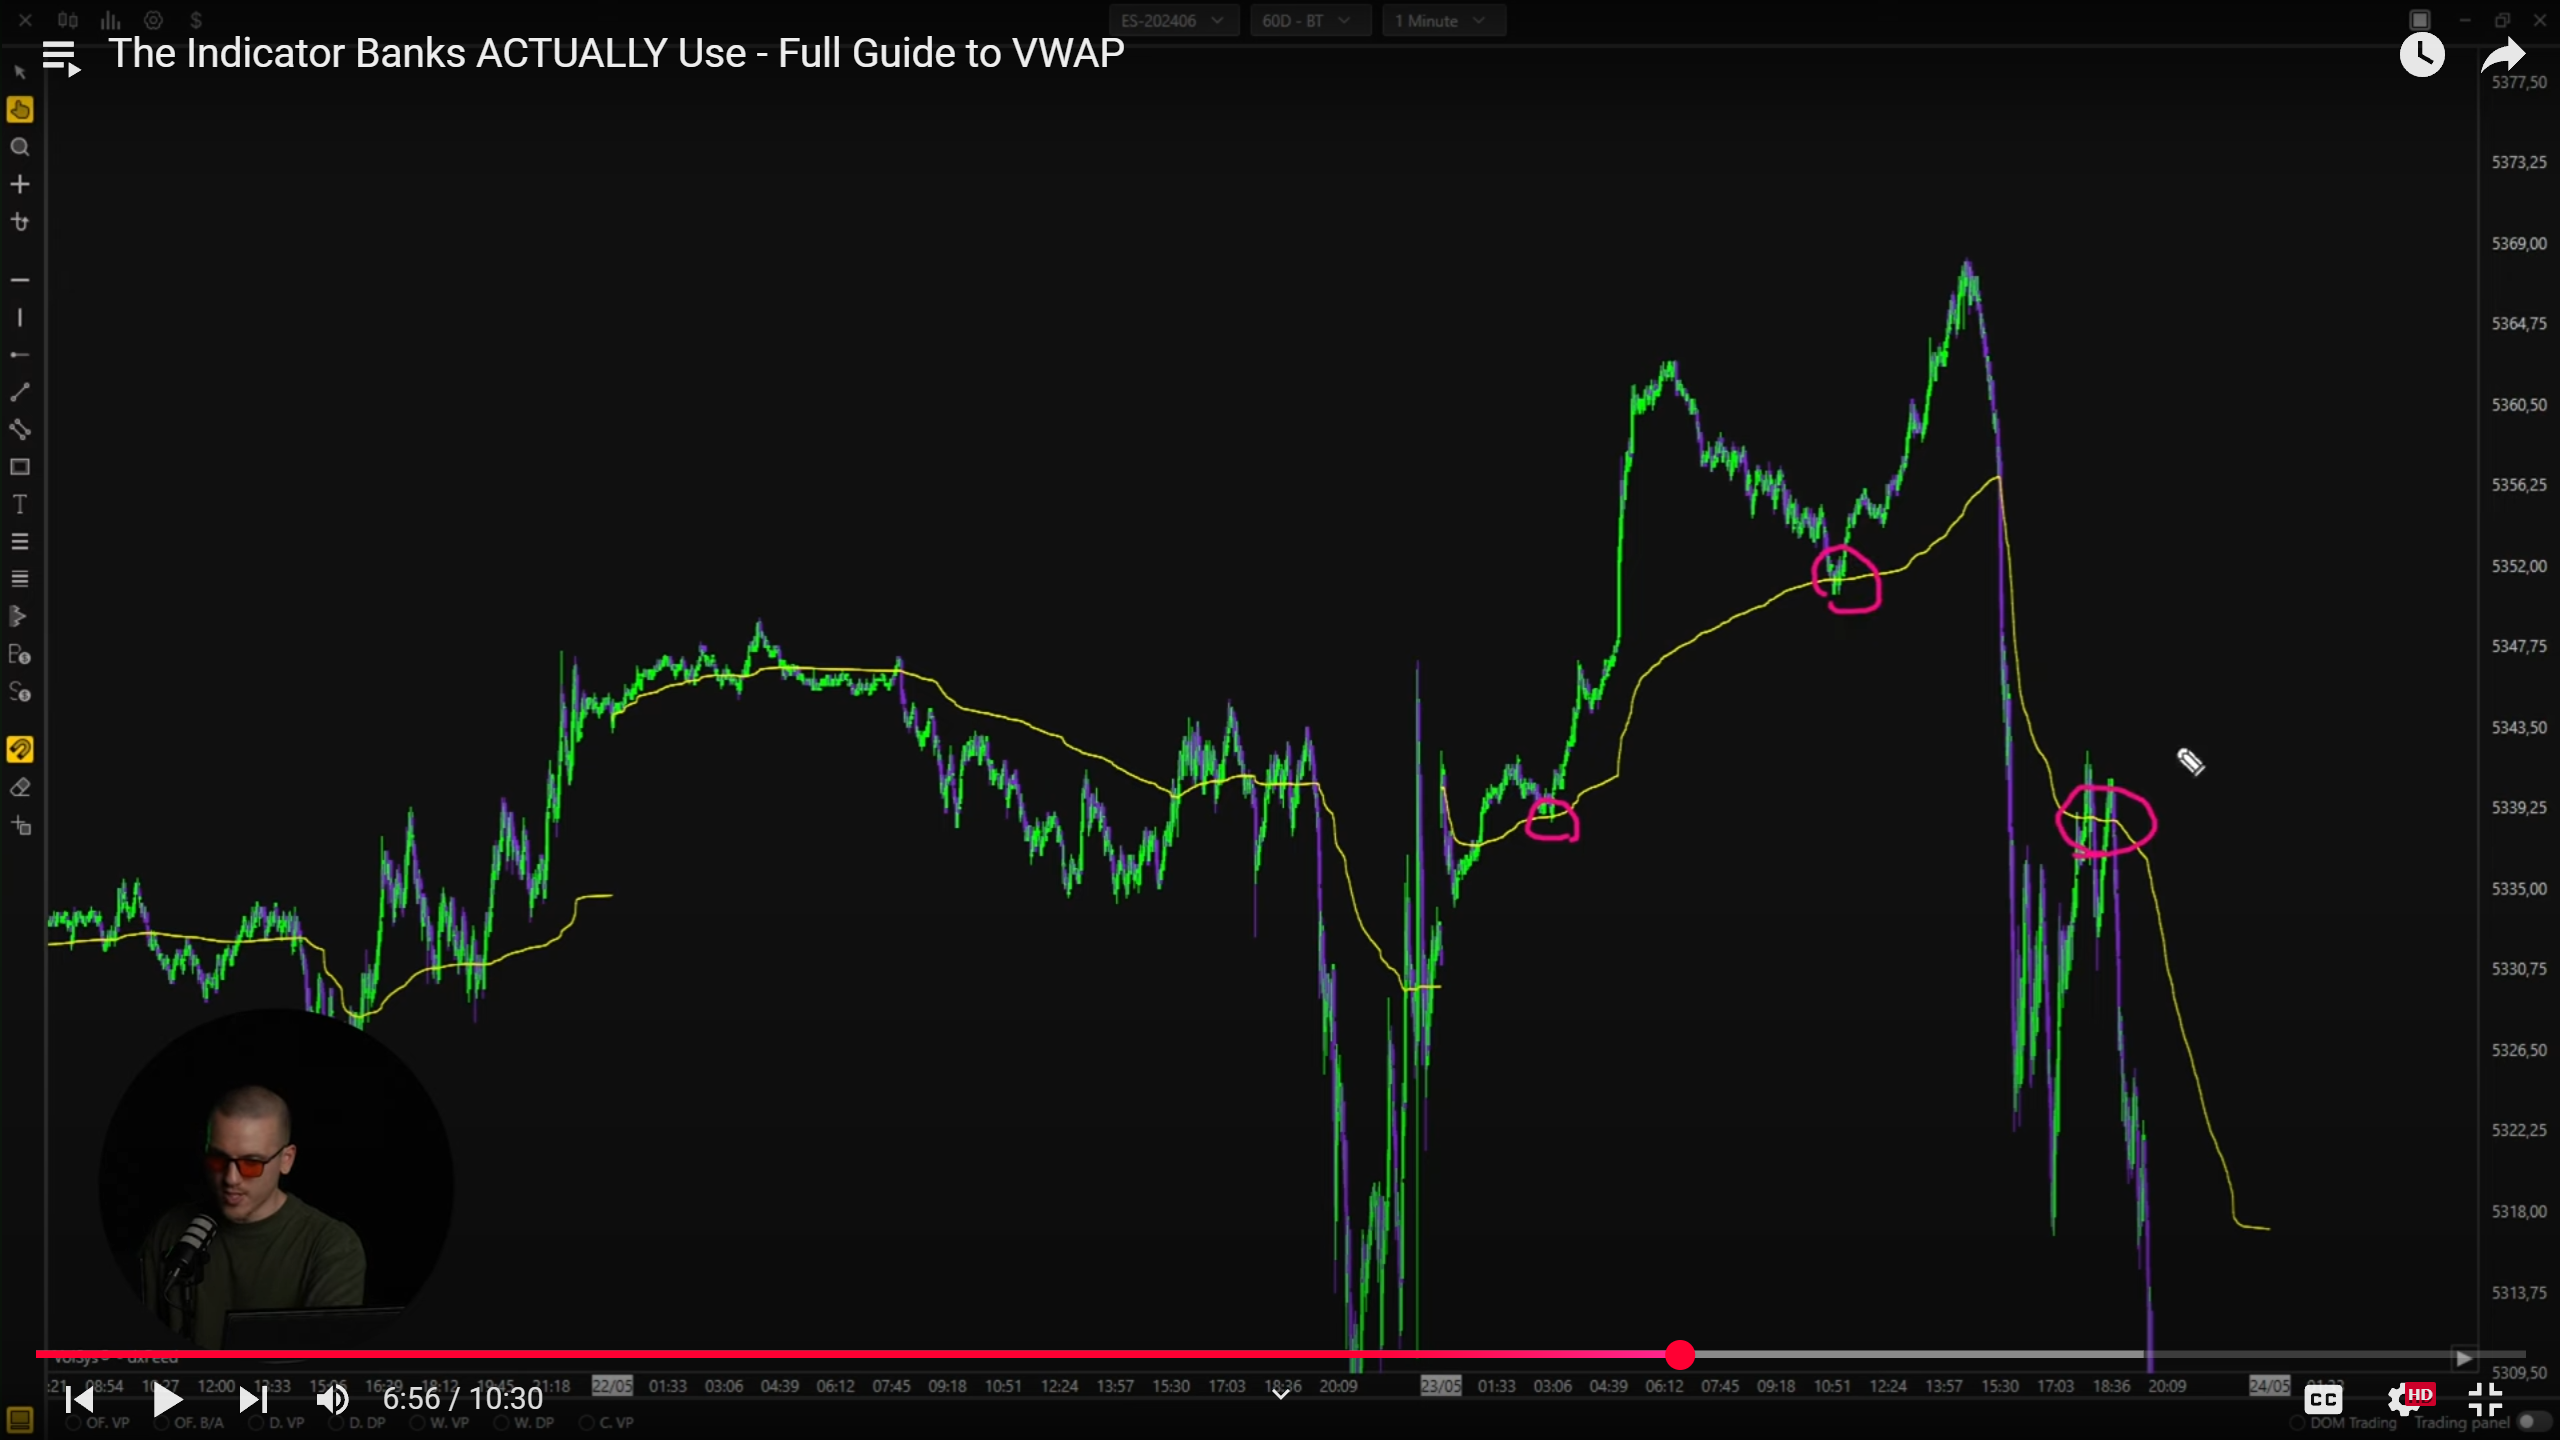 ES-202406
60D - BT
1 Minute
The Indicator Banks ACTUALLY Use - Full Guide to VWAP
5377,50
5373,25
5369,00
5364,75
5360,50
5356,25
5352,00
5347,75
5343,50
5339,25
5335,00
5330,75
5326,50
5322,25
5318,00
5313,75
5309,50
:21 08:54 10:27 12:00 13:33 15:06 16:39 18:12 19:45 21:18 22/05 01:33 03:06 04:39 06:12 07:45 09:18 10:51 12:24 13:57 15:30 17:03 18:36 20:09 23/05 01:33 03:06 04:39 06:12 07:45 09:18 10:51 12:24 13:57 15:30 17:03 18:36 20:09 24/05
6:56 / 10:30
CC
HD
OF. VP
OF. B/A
D. VP
D. DP
W. VP
W. DP
C. VP
DOM Trading
Trading panel